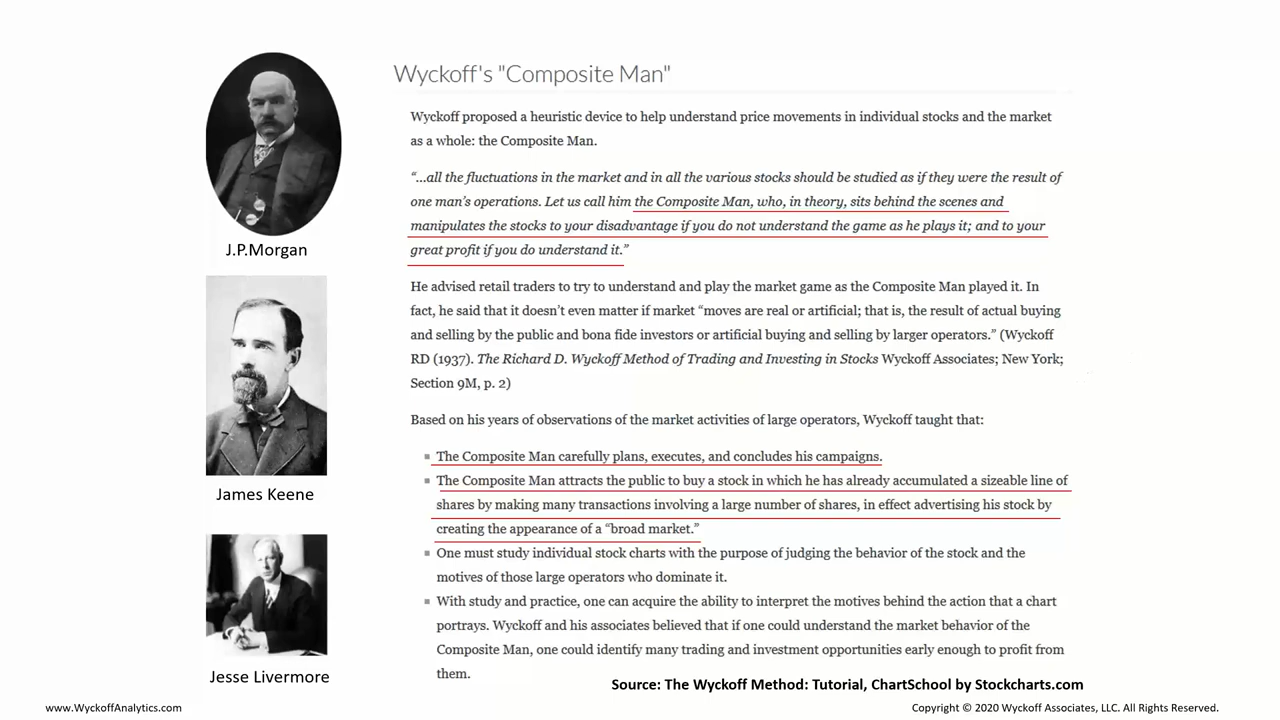 Wyckoff's "Composite Man"
Wyckoff proposed a heuristic device to help understand price movements in individual stocks and the market
as a whole: the Composite Man.
“...all the fluctuations in the market and in all the various stocks should be studied as if they were the result of
one man’s operations. Let us call him the Composite Man, who, in theory, sits behind the scenes and
manipulates the stocks to your disadvantage if you do not understand the game as he plays it; and to your
great profit if you do understand it.”
He advised retail traders to try to understand and play the market game as the Composite Man played it. In
fact, he said that it doesn’t even matter if market “moves are real or artificial; that is, the result of actual buying
and selling by the public and bona fide investors or artificial buying and selling by larger operators.” (Wyckoff
RD (1937). The Richard D. Wyckoff Method of Trading and Investing in Stocks Wyckoff Associates; New York;
Section 9M, p. 2)
Based on his years of observations of the market activities of large operators, Wyckoff taught that:
The Composite Man carefully plans, executes, and concludes his campaigns.
The Composite Man attracts the public to buy a stock in which he has already accumulated a sizeable line of
shares by making many transactions involving a large number of shares, in effect advertising his stock by
creating the appearance of a “broad market.”
One must study individual stock charts with the purpose of judging the behavior of the stock and the
motives of those large operators who dominate it.
With study and practice, one can acquire the ability to interpret the motives behind the action that a chart
portrays. Wyckoff and his associates believed that if one could understand the market behavior of the
Composite Man, one could identify many trading and investment opportunities early enough to profit from
them.
J.P.Morgan
James Keene
Jesse Livermore
Source: The Wyckoff Method: Tutorial, ChartSchool by Stockcharts.com
www.WyckoffAnalytics.com
Copyright © 2020 Wyckoff Associates, LLC. All Rights Reserved.